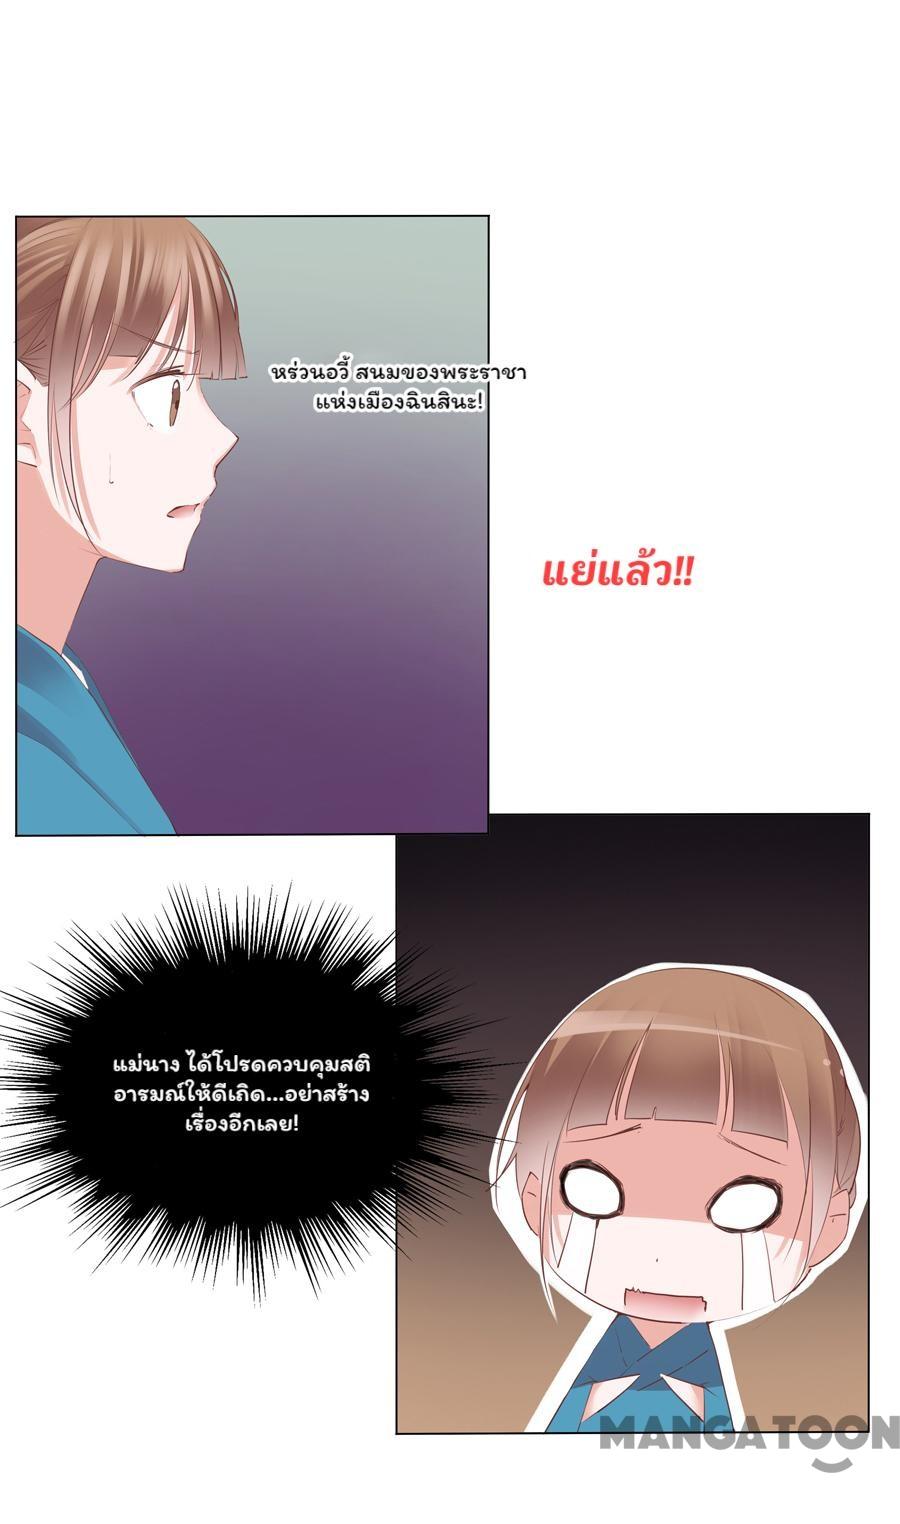 หร่วนอวี้ สนมของพระราชา
แห่งเมืองฉินสินะ!
แย่แล้ว!!
แม่นาง ได้โปรดควบคุมสติ
อารมณ์ให้ดีเถิด...อย่าสร้าง
เรื่องอีกเลย!
MANGATOON